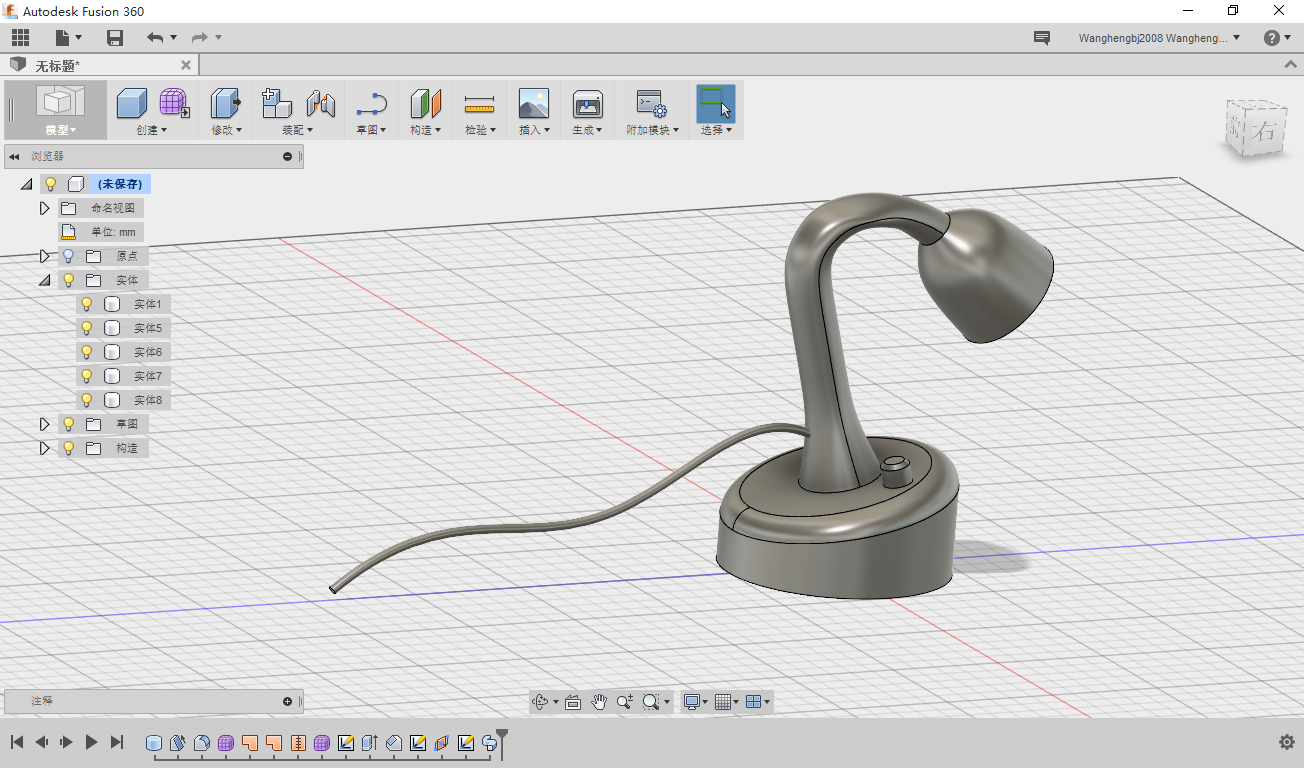 Autodesk Fusion 360
Wanghengbj2008 Wanghengl...
无标题*
模型
创建
修改
装配
草图
构造
检验
插入
生成
附加模块
选择
右
浏览器
(未保存)
命名视图
单位: mm
原点
实体
实体1
实体5
实体6
实体7
实体8
草图
构造
注释